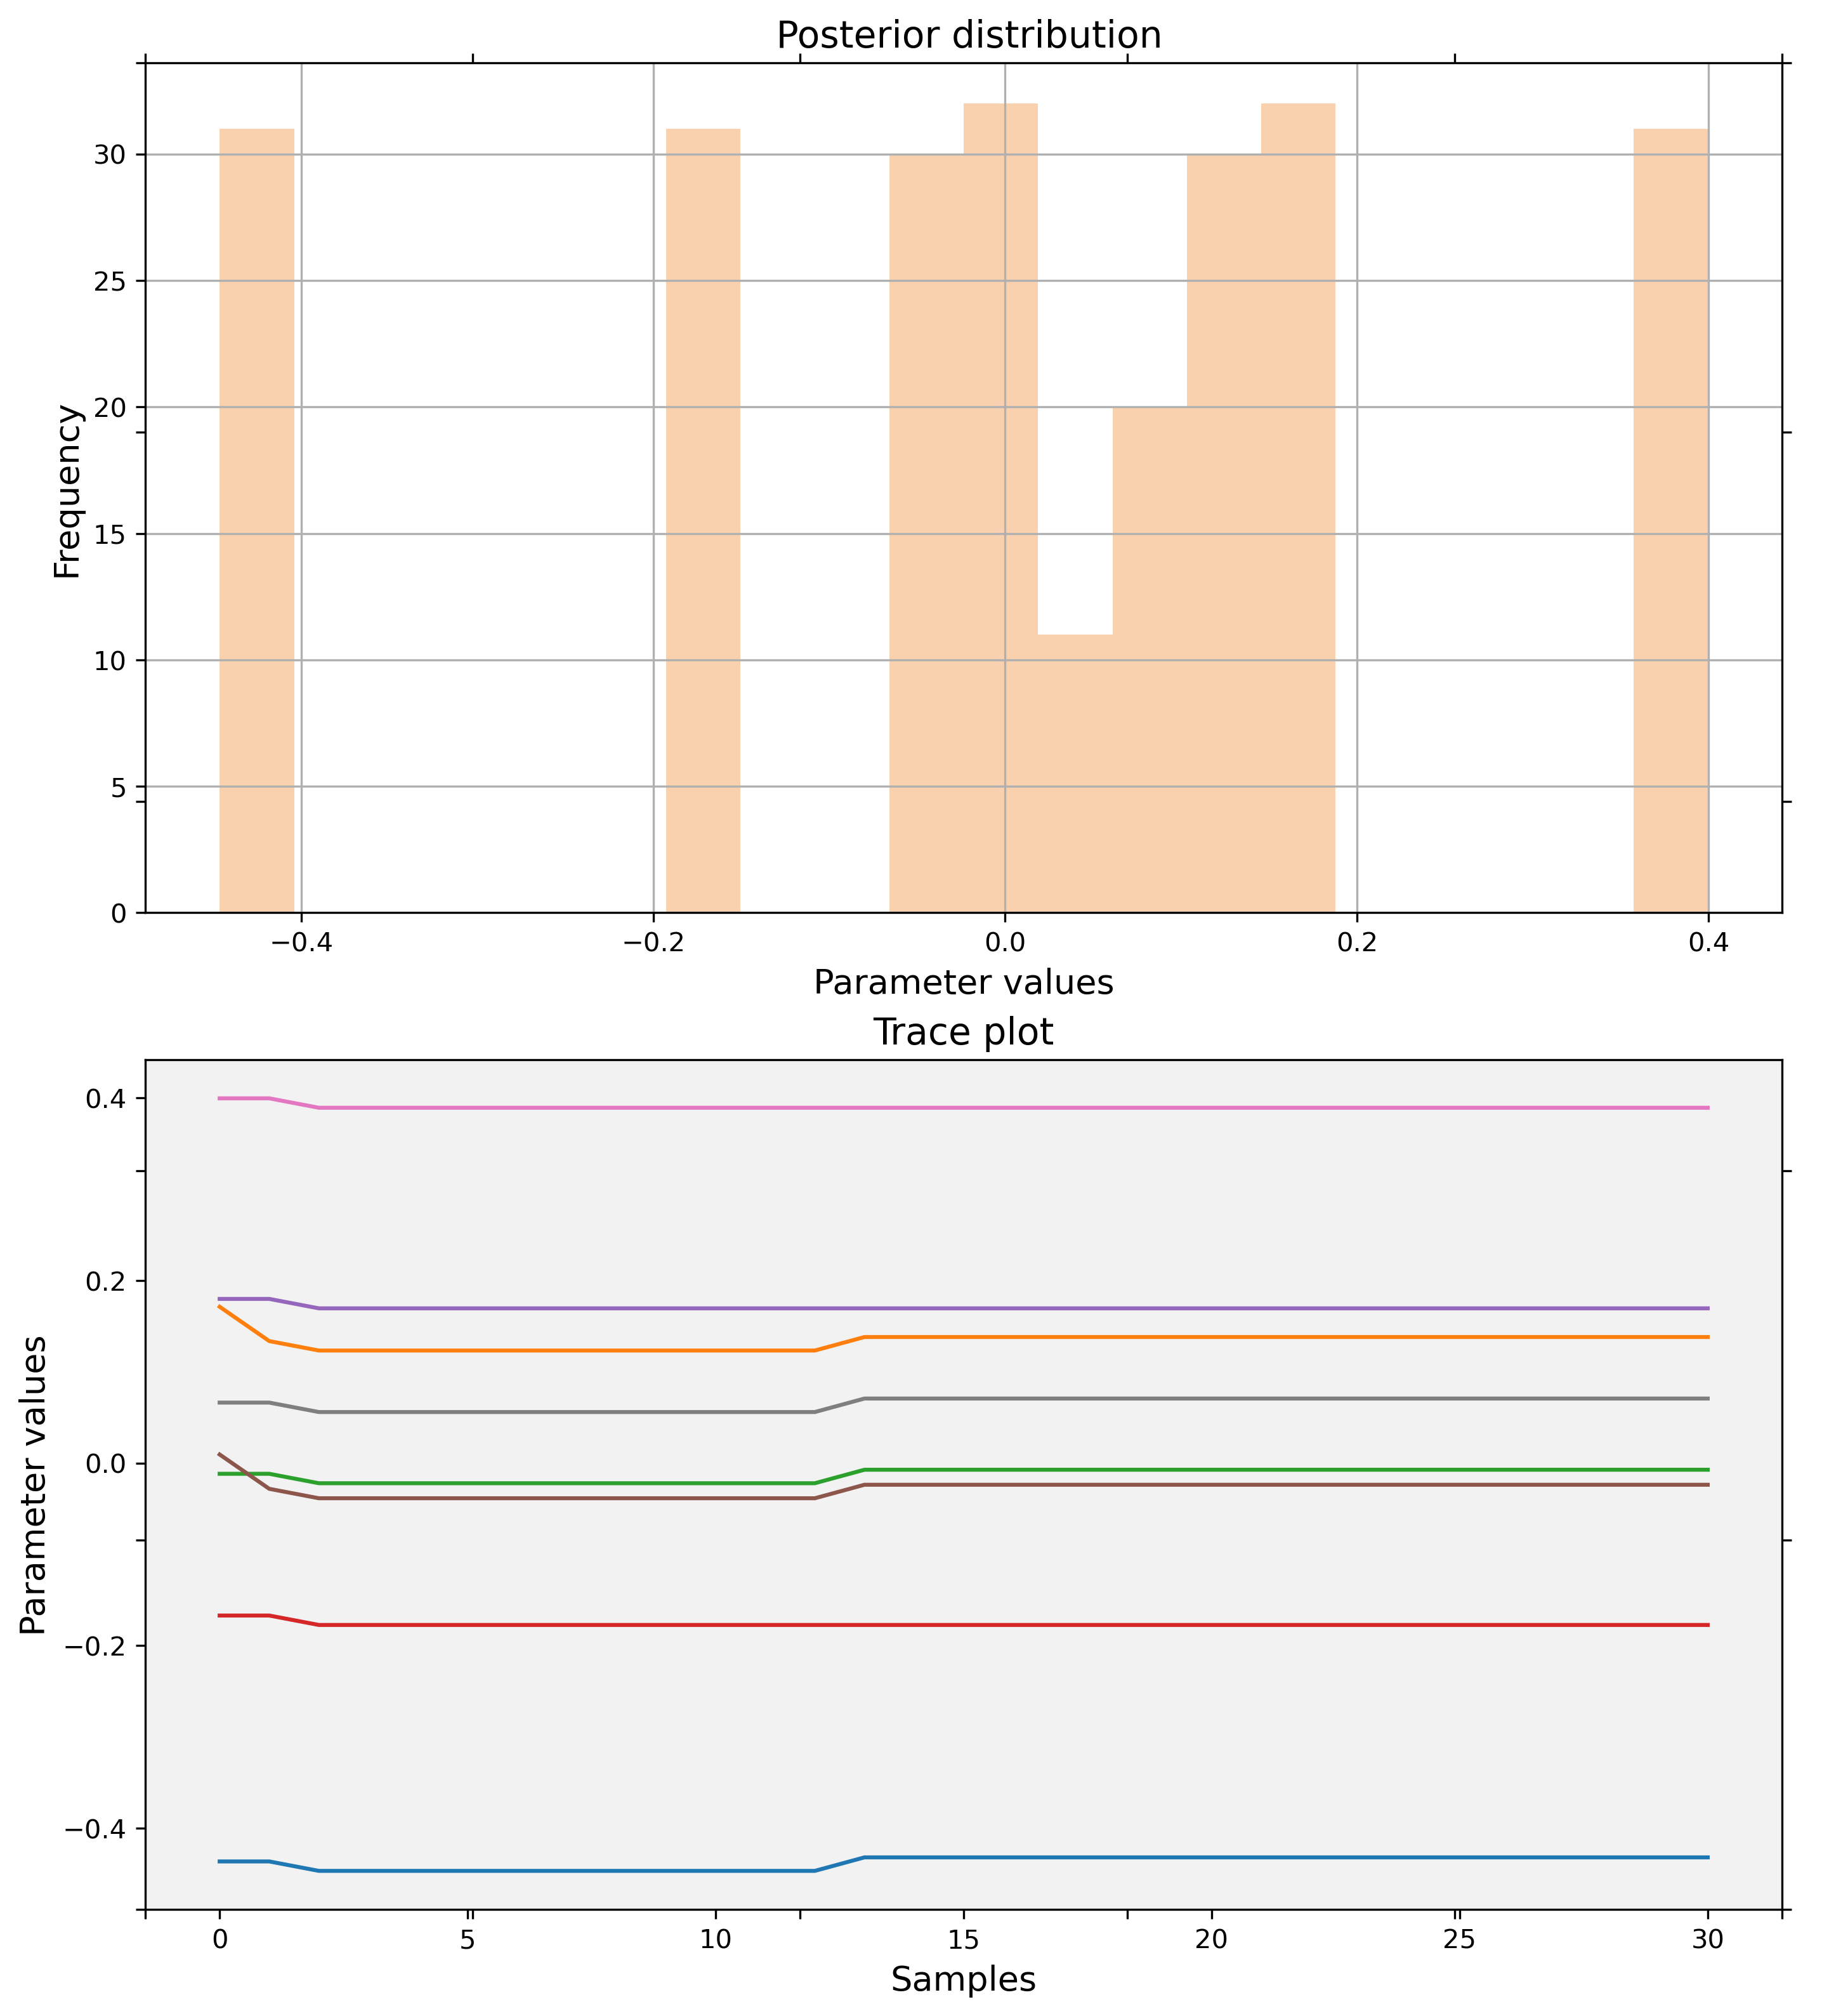 Posterior distribution
30
25
20
15
10
5
0
Frequency
−0.4 −0.2 0.0 0.2 0.4
Parameter values
Trace plot
0.4
0.2
0.0
−0.2
−0.4
Parameter values
0 5 10 15 20 25 30
Samples